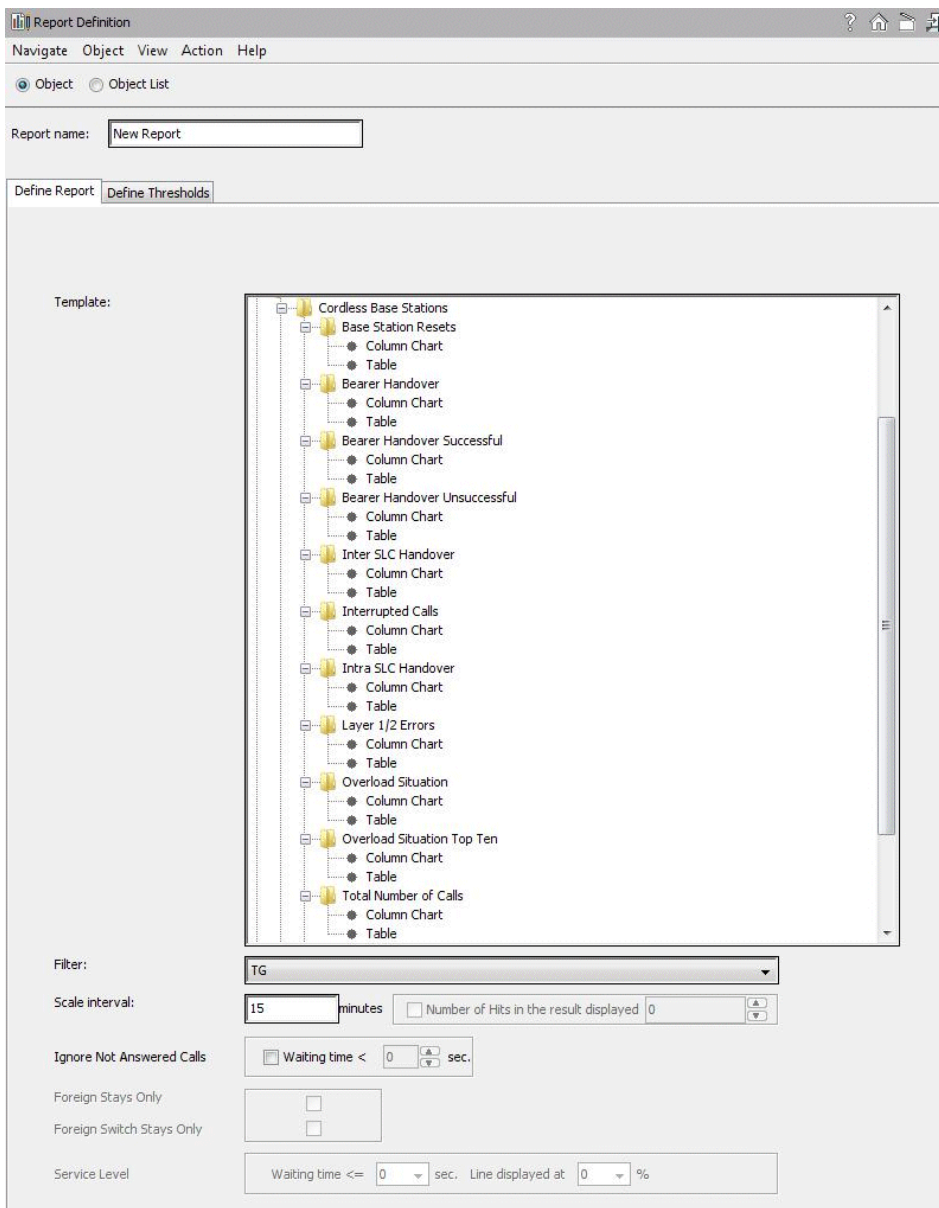 Report Definition
Navigate Object View Action Help
Object Object List
Report name: New Report
Define Report Define Thresholds
Template:
Cordless Base Stations
Base Station Resets
Column Chart
Table
Bearer Handover
Column Chart
Table
Bearer Handover Successful
Column Chart
Table
Bearer Handover Unsuccessful
Column Chart
Table
Inter SLC Handover
Column Chart
Table
Interrupted Calls
Column Chart
Table
Intra SLC Handover
Column Chart
Table
Layer 1/2 Errors
Column Chart
Table
Overload Situation
Column Chart
Table
Overload Situation Top Ten
Column Chart
Table
Total Number of Calls
Column Chart
Table
Filter: TG
Scale interval: 15 minutes Number of Hits in the result displayed 0
Ignore Not Answered Calls Waiting time < 0 sec.
Foreign Stays Only
Foreign Switch Stays Only
Service Level Waiting time <= 0 sec. Line displayed at 0 %